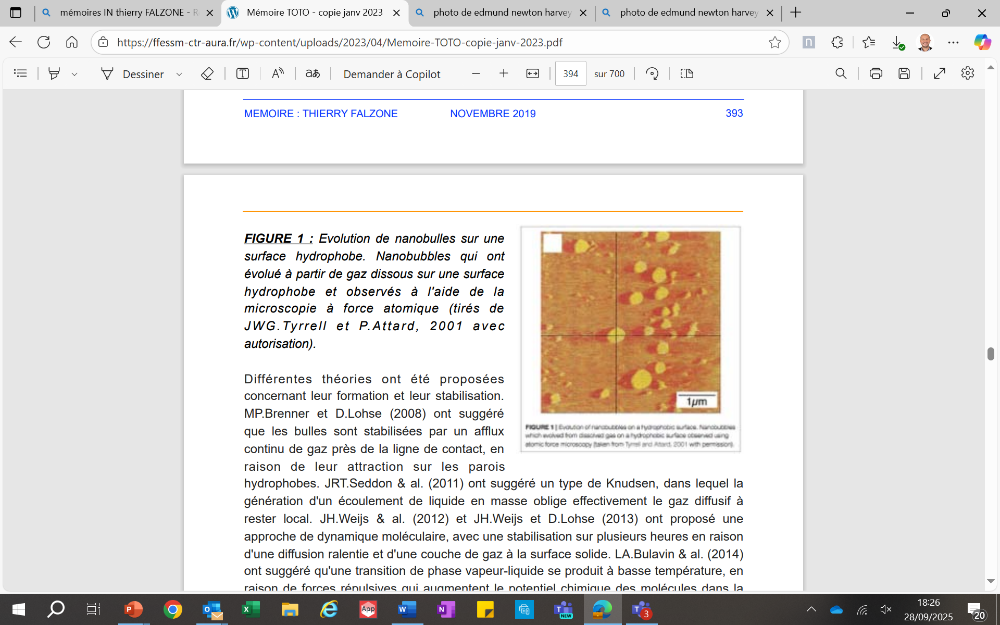 mémoires IN thierry FALZONE - R
Mémoire TOTO - copie janv 2023
photo de edmund newton harvey
photo de edmund newton harvey
https://ffessm-ctr-aura.fr/wp-content/uploads/2023/04/Memoire-TOTO-copie-janv-2023.pdf
Dessiner
aあ
Demander à Copilot
394
sur 700
MEMOIRE : THIERRY FALZONE NOVEMBRE 2019 393
FIGURE 1 : Evolution de nanobulles sur une
surface hydrophobe. Nanobubbles qui ont
évolué à partir de gaz dissous sur une surface
hydrophobe et observés à l'aide de la
microscopie à force atomique (tirés de
JWG.Tyrrell et P.Attard, 2001 avec
autorisation).
1µm
FIGURE 1 | Evolution of nanobubbles on a hydrophobic surface. Nanobubbles
which evolved from dissolved gas on a hydrophobic surface observed using
atomic force microscopy (taken from Tyrrell and Attard, 2001 with permission).
Différentes théories ont été proposées
concernant leur formation et leur stabilisation.
MP.Brenner et D.Lohse (2008) ont suggéré
que les bulles sont stabilisées par un afflux
continu de gaz près de la ligne de contact, en
raison de leur attraction sur les parois
hydrophobes. JRT.Seddon & al. (2011) ont suggéré un type de Knudsen, dans lequel la
génération d'un écoulement de liquide en masse oblige effectivement le gaz diffusif à
rester local. JH.Weijs & al. (2012) et JH.Weijs et D.Lohse (2013) ont proposé une
approche de dynamique moléculaire, avec une stabilisation sur plusieurs heures en raison
d'une diffusion ralentie et d'une couche de gaz à la surface solide. LA.Bulavin & al. (2014)
ont suggéré qu'une transition de phase vapeur-liquide se produit à basse température, en
raison de forces répulsives qui augmentent le potentiel chimique des molécules dans la
App
NEW
3
18:26
28/09/2025
20